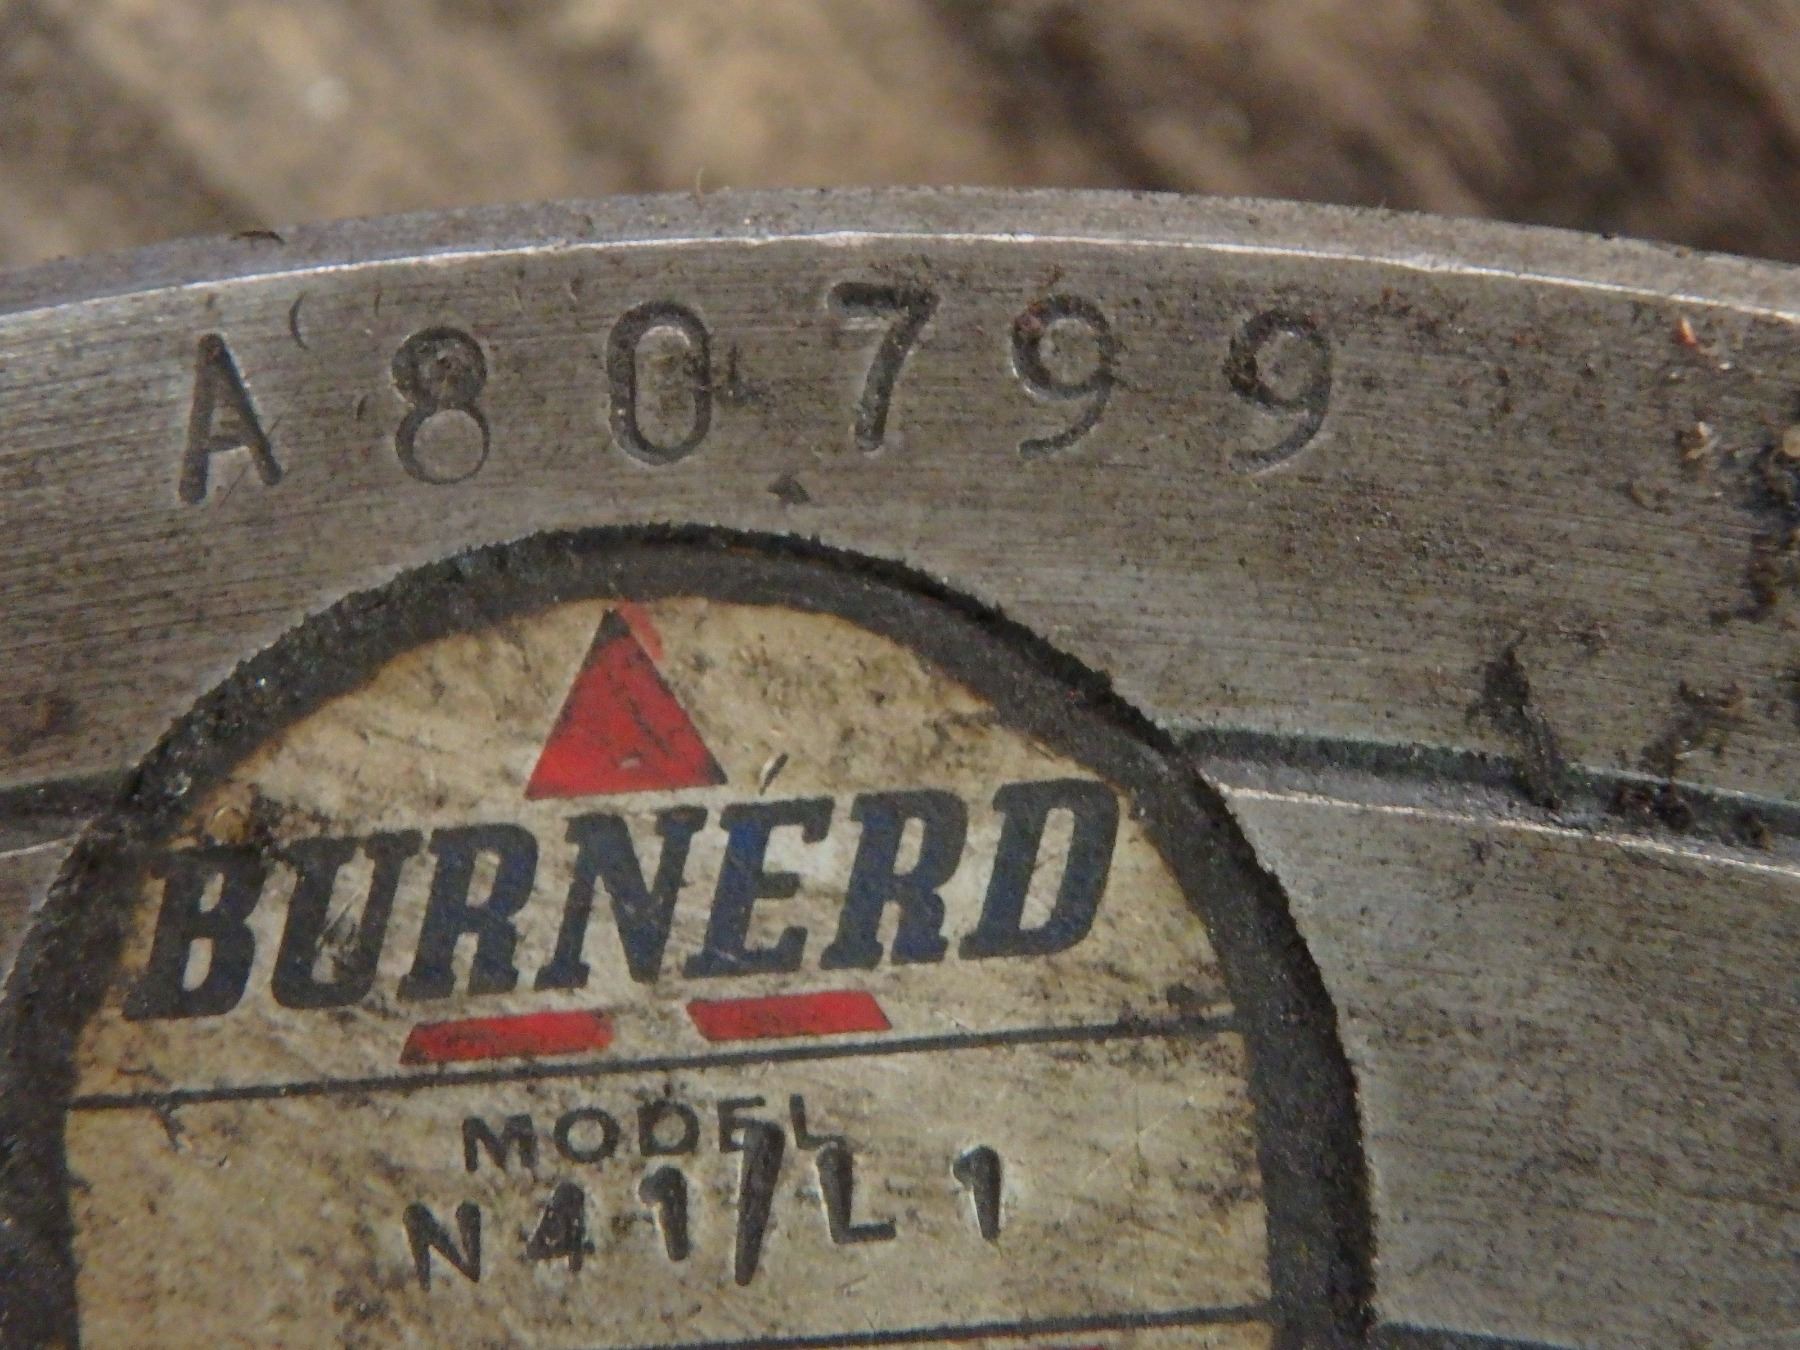 A80799
BURNERD
MODEL
N41/L1